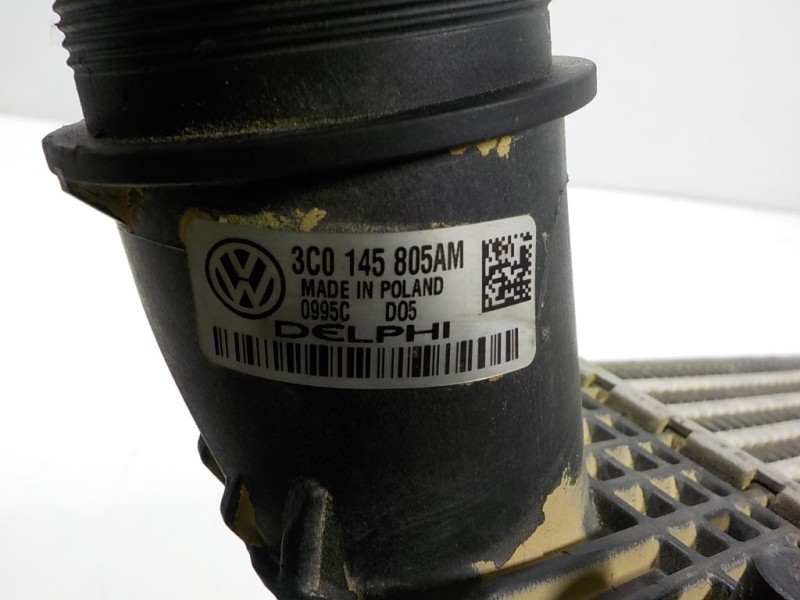 3C0 145 805AM
MADE IN POLAND
0995C D05
DELPHI